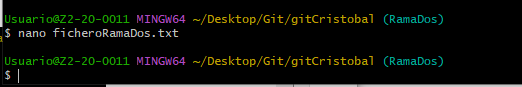 Usuario@Z2-20-0011 MINGW64 ~/Desktop/Git/gitCristobal (RamaDos)
$ nano ficheroRamaDos.txt
Usuario@Z2-20-0011 MINGW64 ~/Desktop/Git/gitCristobal (RamaDos)
$